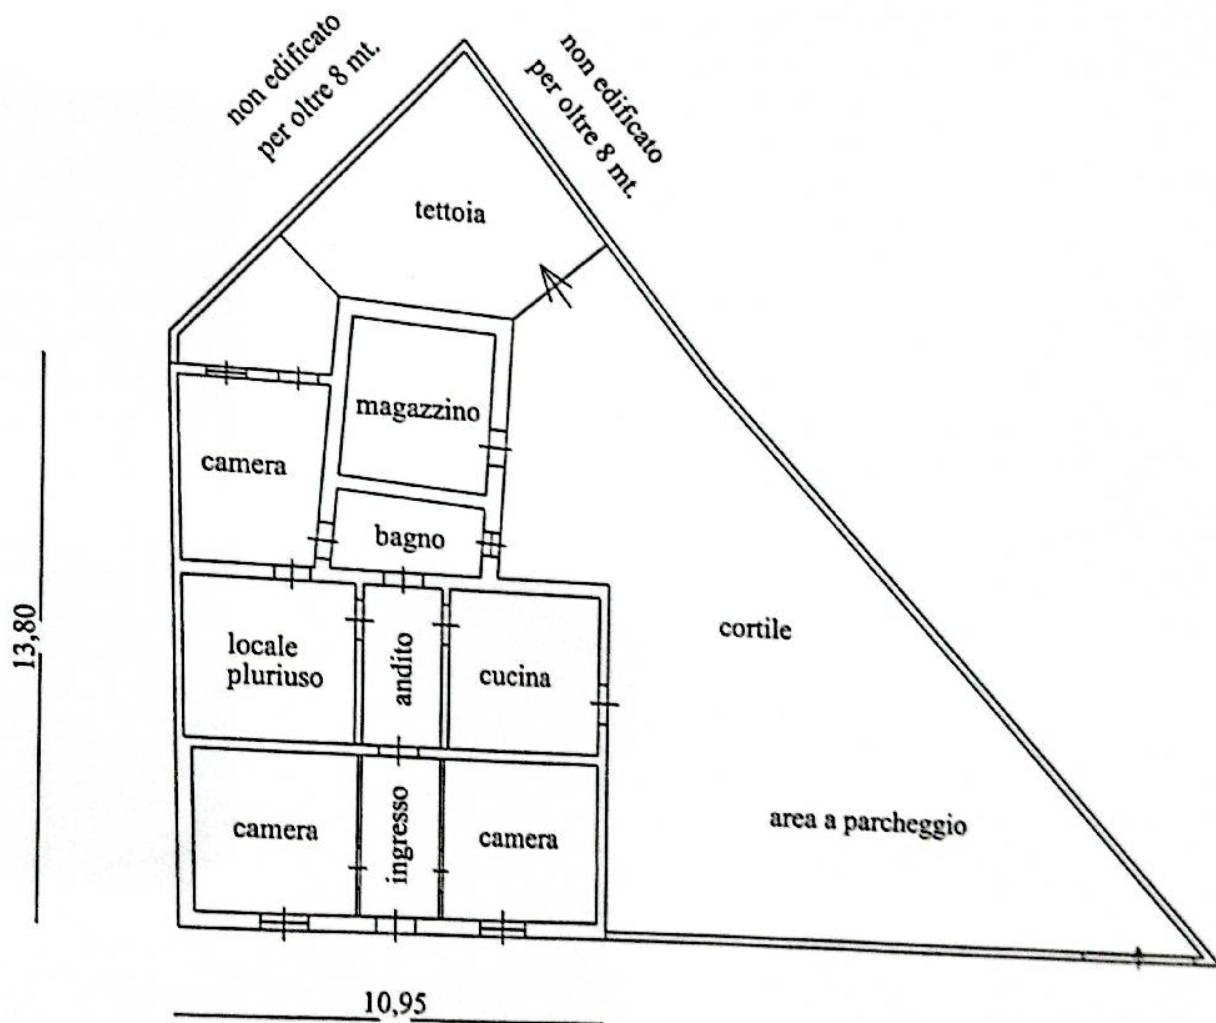 non edificato
per oltre 8 mt.
non edificato
per oltre 8 mt.
tettoia
magazzino
camera
bagno
13,80
locale
pluriuso
andito
cucina
cortile
camera
ingresso
camera
area a parcheggio
10,95